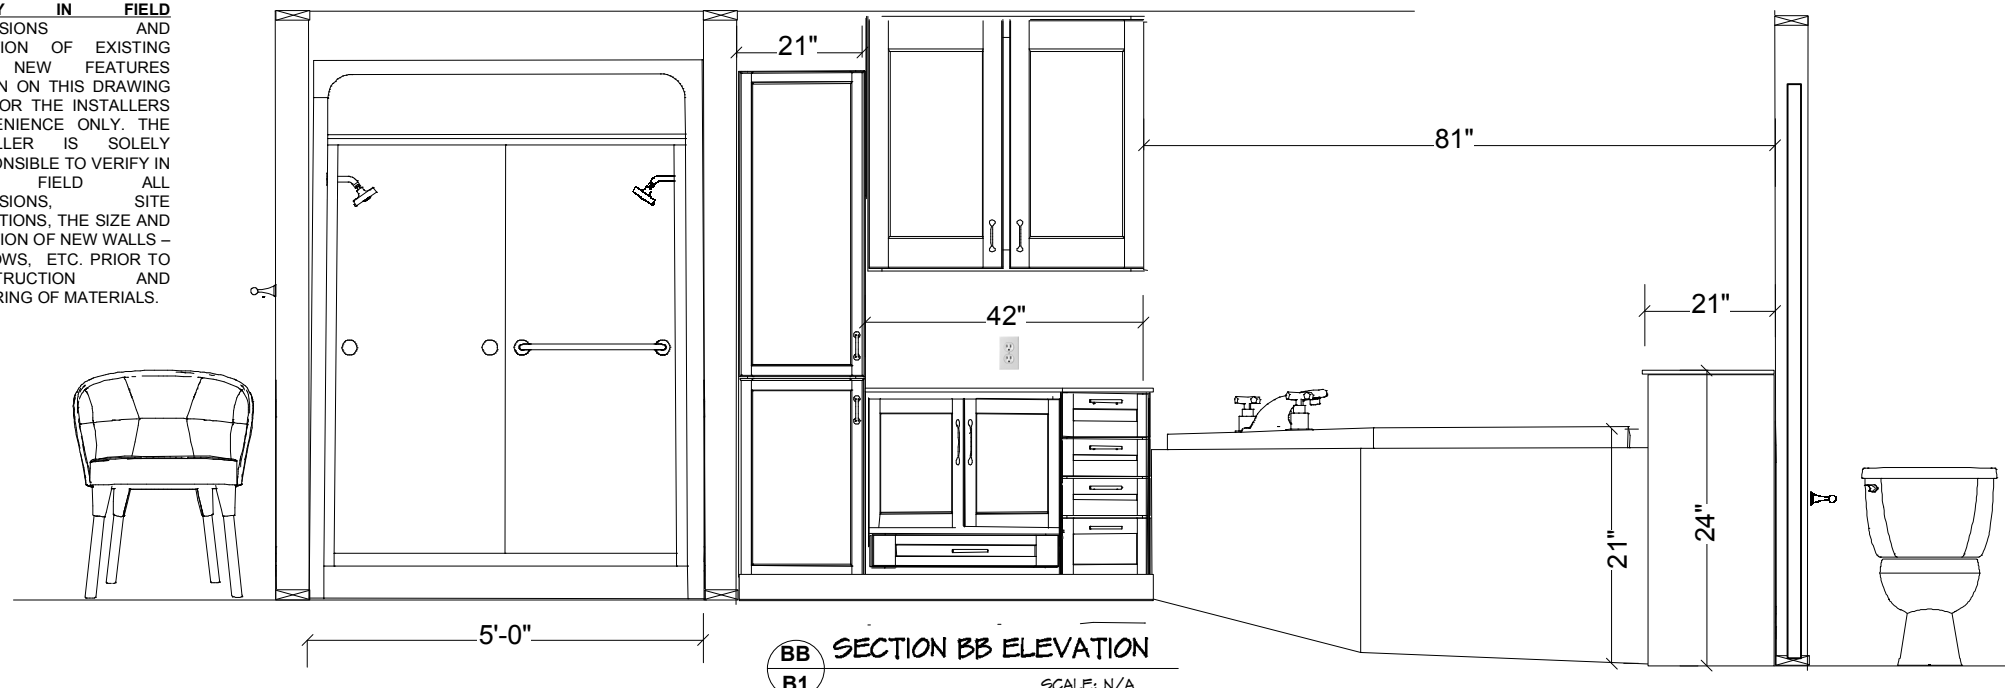 Y IN FIELD
SIONS AND
ION OF EXISTING
NEW FEATURES
N ON THIS DRAWING
OR THE INSTALLERS
ENIENCE ONLY. THE
LLER IS SOLELY
ONSIBLE TO VERIFY IN
FIELD ALL
SIONS, SITE
TIONS, THE SIZE AND
ION OF NEW WALLS –
OWS, ETC. PRIOR TO
TRUCTION AND
RING OF MATERIALS.
21"
81"
42"
21"
21"
24"
5'-0"
BB
B1
SECTION BB ELEVATION
SCALE: N/A